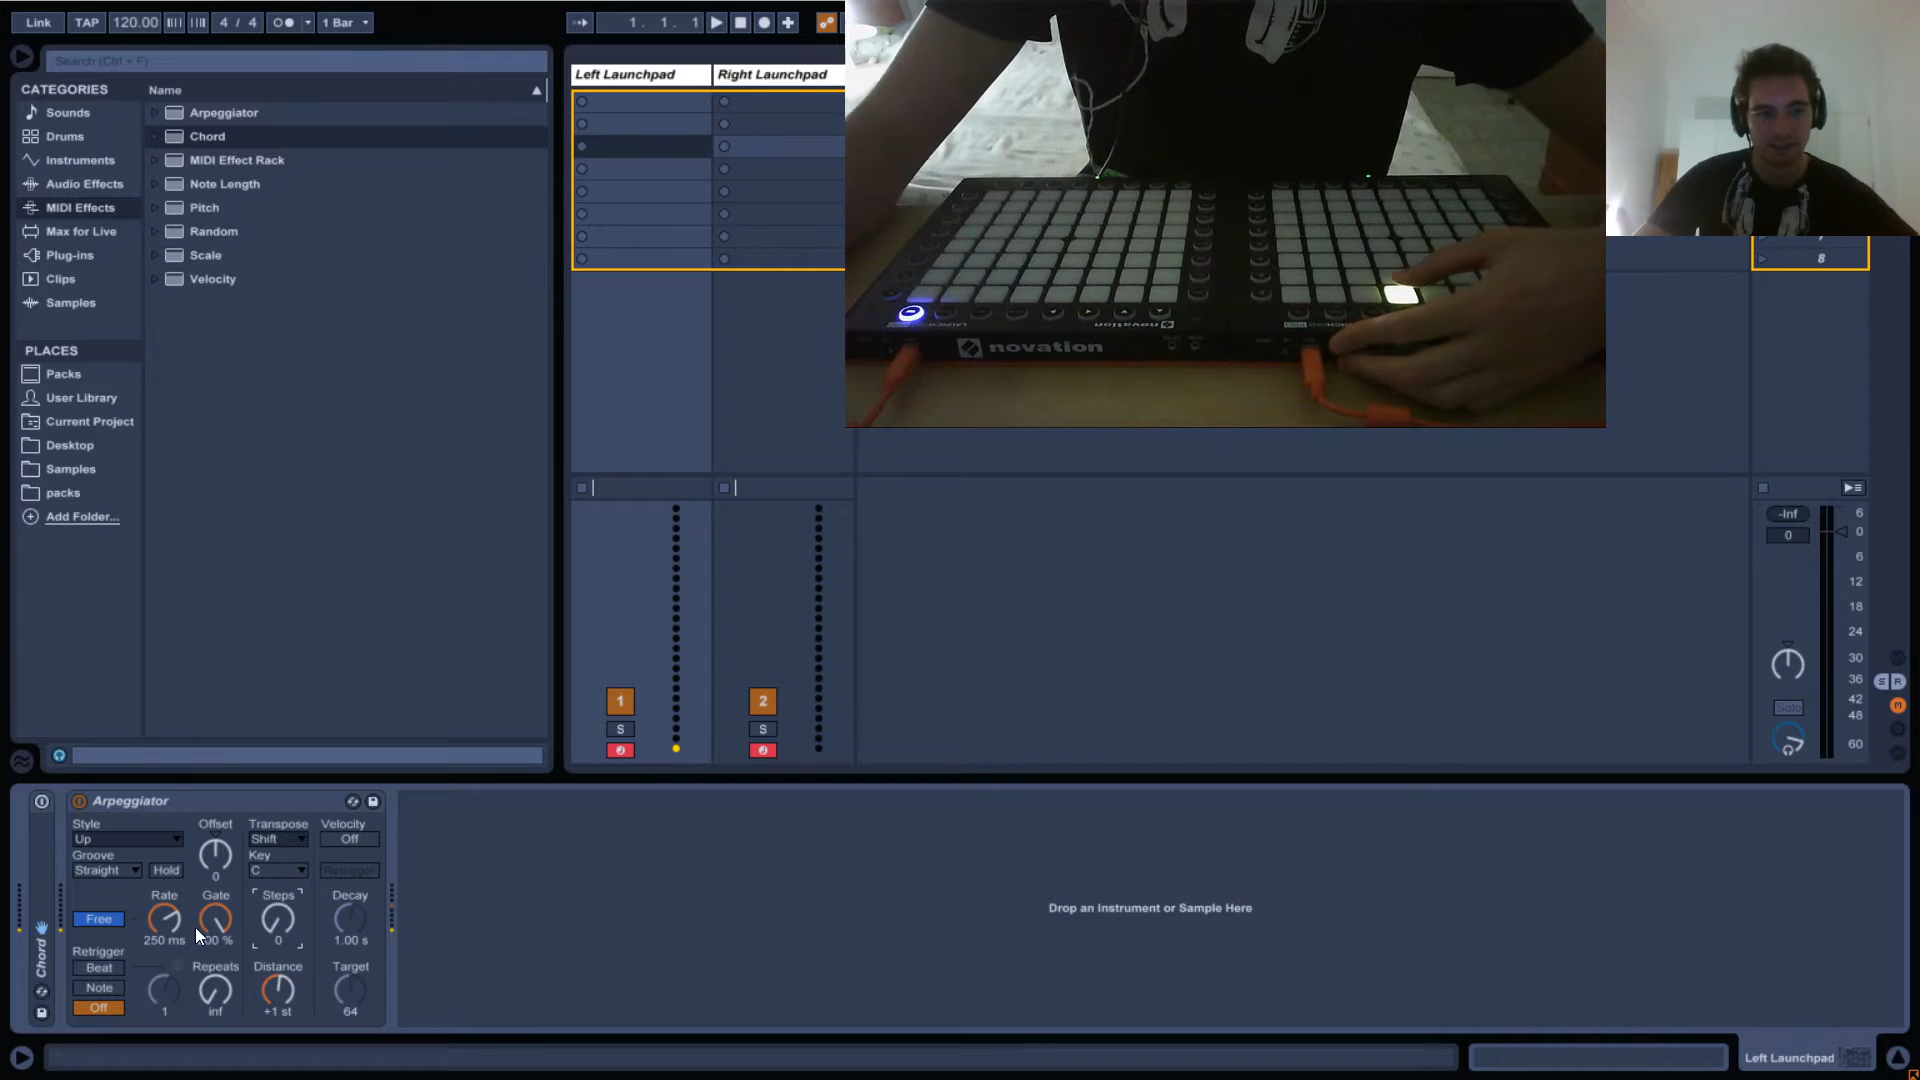 Link TAP 120.00 4 / 4 1 Bar 1. 1. 1
Search (Ctrl + F)
CATEGORIES
Sounds
Drums
Instruments
Audio Effects
MIDI Effects
Max for Live
Plug-ins
Clips
Samples
PLACES
Packs
User Library
Current Project
Desktop
Samples
packs
Add Folder...
Name
Arpeggiator
Chord
MIDI Effect Rack
Note Length
Pitch
Random
Scale
Velocity
Left Launchpad Right Launchpad
novation
8
-Inf
0
6
0
6
12
18
24
30
36
42
48
60
S R
M
Solo
1 2
S S
Chord
Arpeggiator
Style
Up
Groove
Straight Hold
Offset
0
Transpose
Shift
Key
C
Velocity
Off
Retrigger
Rate Gate Steps Decay
Free
250 ms 0 1.00 s
Retrigger
Beat
Note
Off
Repeats Distance Target
1 inf +1 st 64
Drop an Instrument or Sample Here
Left Launchpad